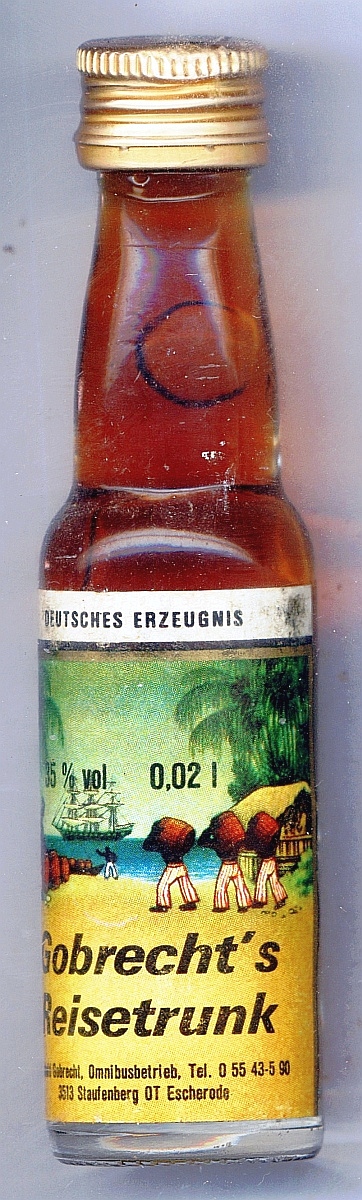 DEUTSCHES ERZEUGNIS
35 % vol 0,02 l
Gobrecht's
Reisetrunk
Gobrecht, Omnibusbetrieb, Tel. 0 55 43-5 90
3513 Staufenberg OT Escherode